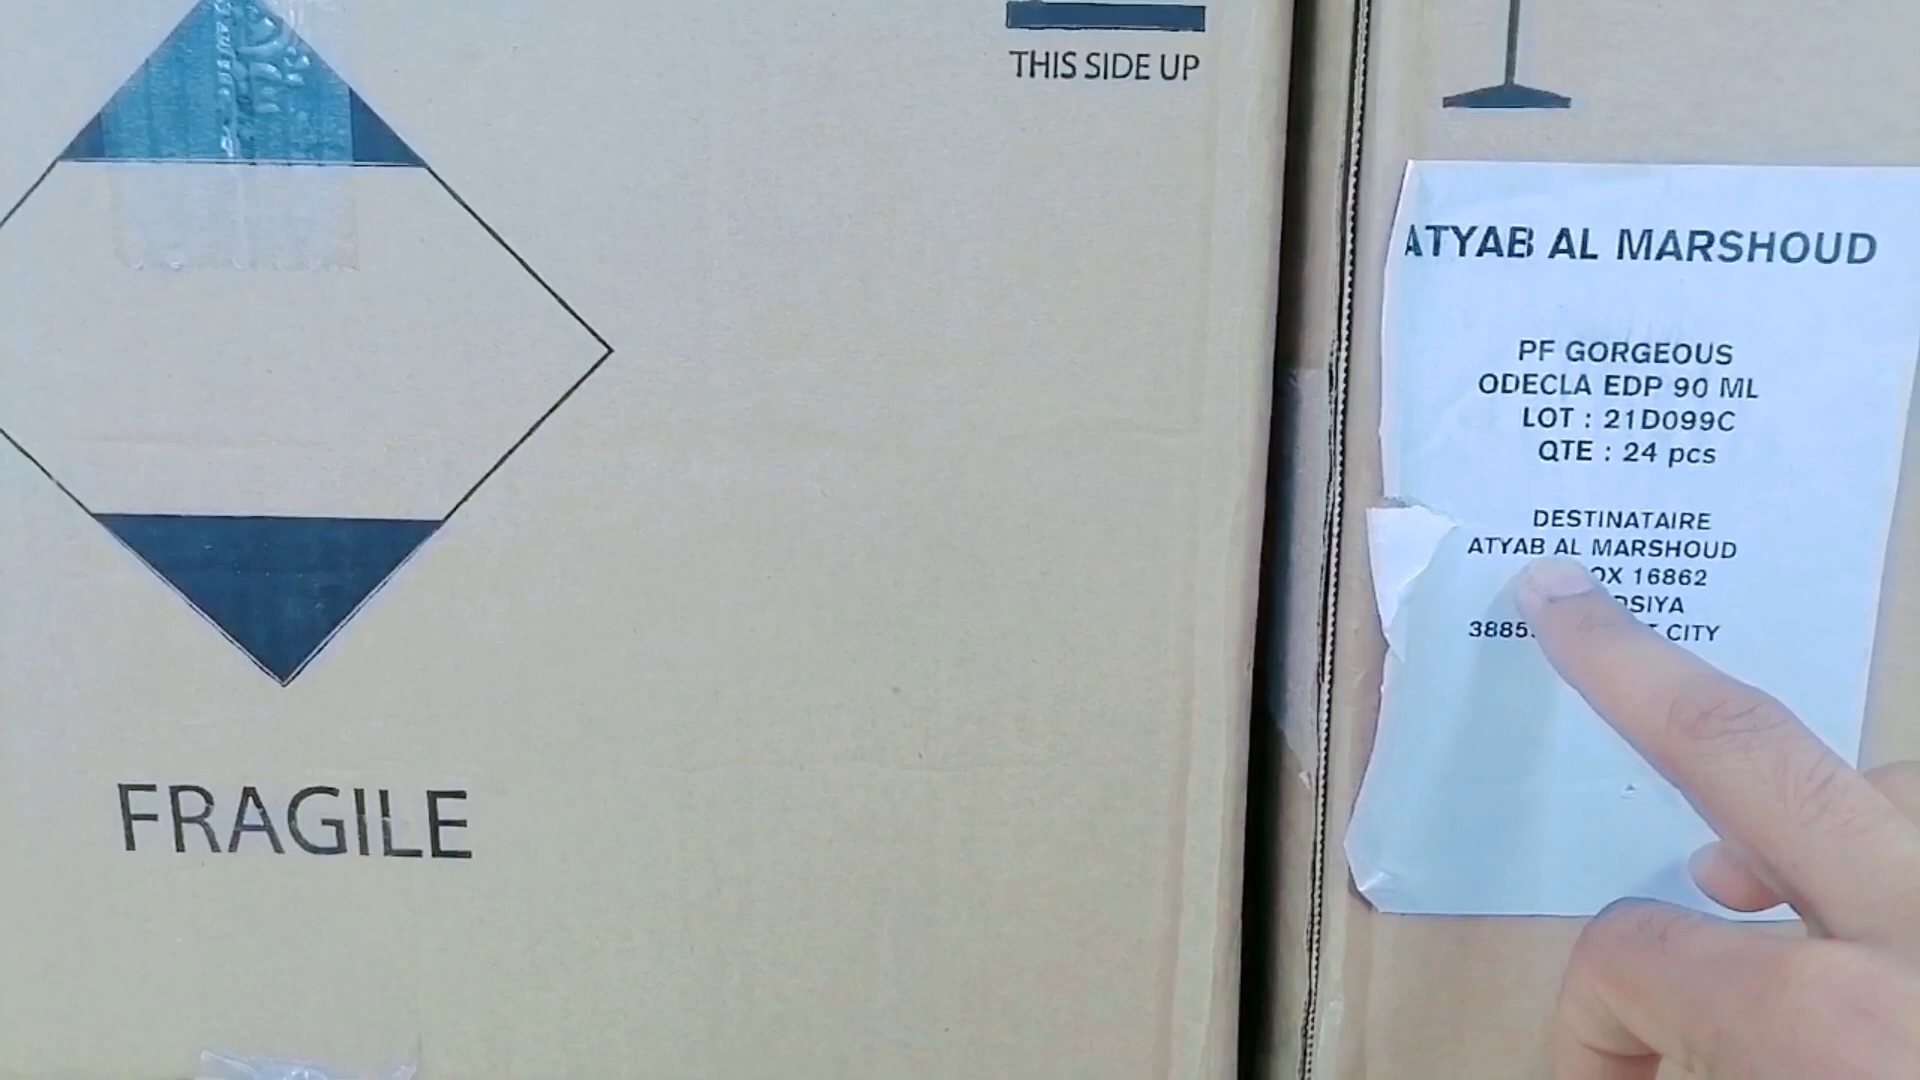 THIS SIDE UP
FRAGILE
ATYAB AL MARSHOUD
PF GORGEOUS
ODECLA EDP 90 ML
LOT : 21D099C
QTE : 24 pcs
DESTINATAIRE
ATYAB AL MARSHOUD
16862
CITY